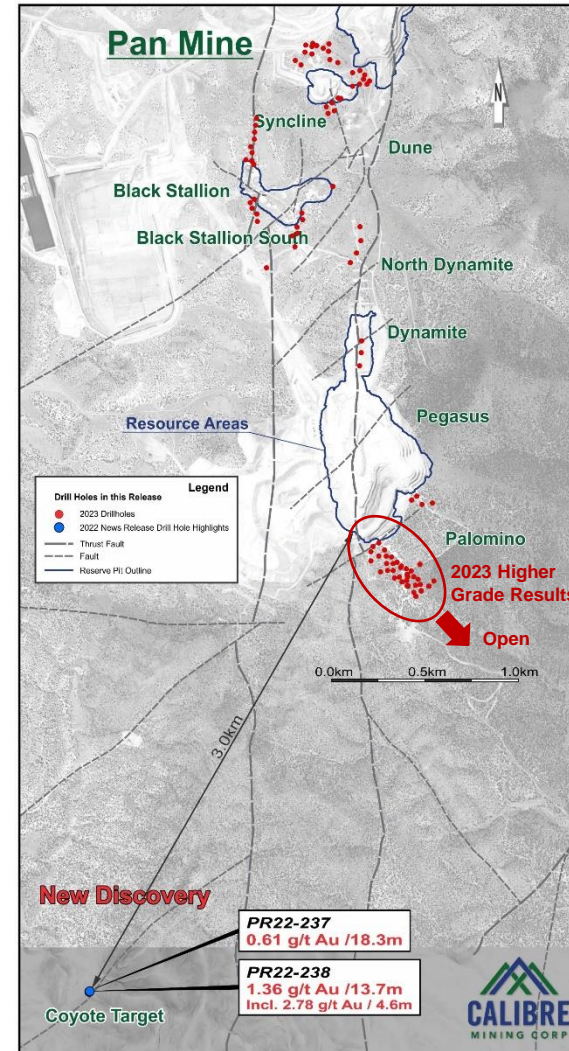 Pan Mine
N
Syncline
Dune
Black Stallion
Black Stallion South
North Dynamite
Dynamite
Resource Areas
Pegasus
Legend
Drill Holes in this Release
2023 Drillholes
2022 News Release Drill Hole Highlights
Thrust Fault
Fault
Reserve Pit Outline
Palomino
2023 Higher
Grade Results
Open
0.0km 0.5km 1.0km
3.0km
New Discovery
PR22-237
0.61 g/t Au /18.3m
PR22-238
1.36 g/t Au /13.7m
Incl. 2.78 g/t Au / 4.6m
Coyote Target
CALIBRE
MINING CORP